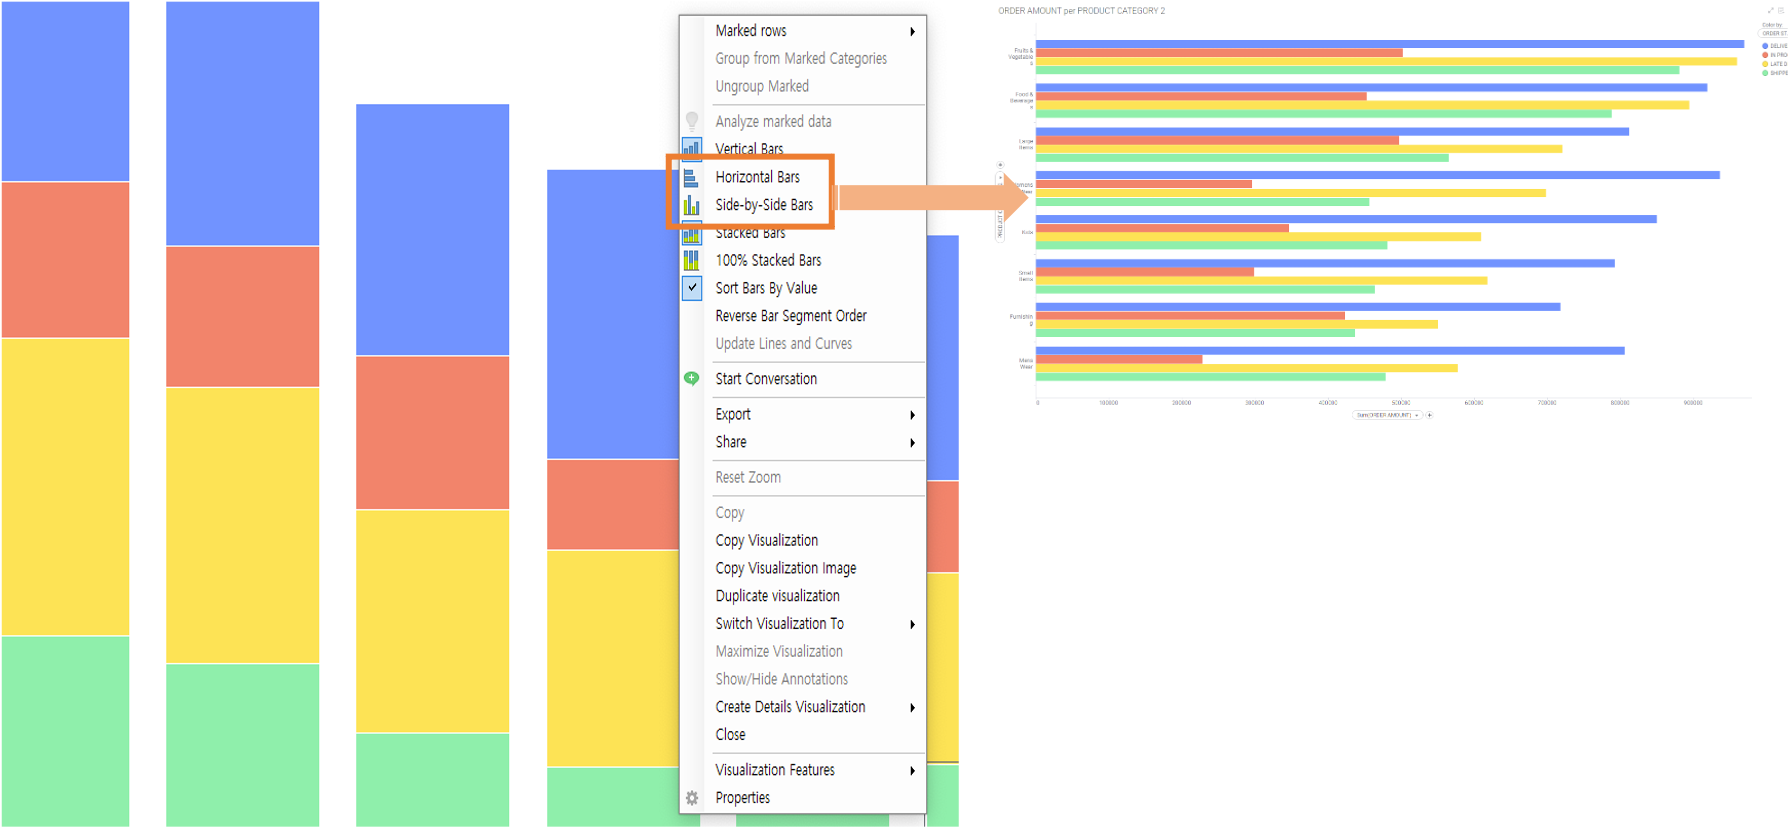 Marked rows
Group from Marked Categories
Ungroup Marked
Analyze marked data
Vertical Bars
Horizontal Bars
Side-by-Side Bars
Stacked Bars
100% Stacked Bars
Sort Bars By Value
Reverse Bar Segment Order
Update Lines and Curves
Start Conversation
Export
Share
Reset Zoom
Copy
Copy Visualization
Copy Visualization Image
Duplicate visualization
Switch Visualization To
Maximize Visualization
Show/Hide Annotations
Create Details Visualization
Close
Visualization Features
Properties
ORDER AMOUNT per PRODUCT CATEGORY 2
Color by
ORDER ST
DELIVE
IN PRO
LATE D
SHIPPE
Fruits &
Vegetable
s
Food &
Beverage
s
Large
Items
Wear
Kids
Small
Items
Furnishin
g
Mens
Wear
0 100000 200000 300000 400000 500000 600000 700000 800000 900000
Sum(ORDER AMOUNT)